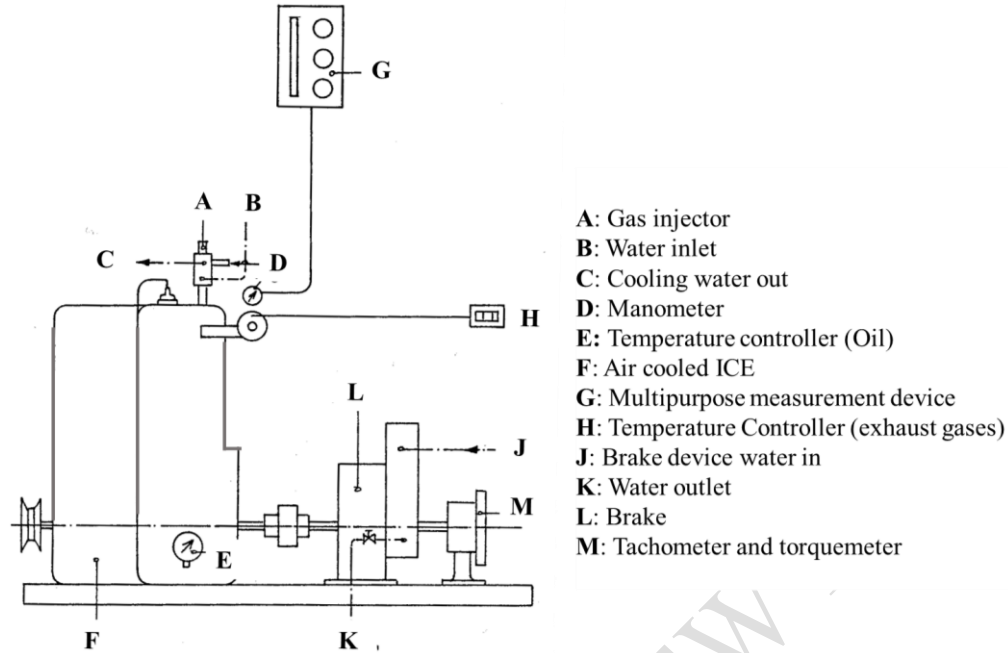 G
A
B
C
D
H
L
J
M
E
F
K
A: Gas injector
B: Water inlet
C: Cooling water out
D: Manometer
E: Temperature controller (Oil)
F: Air cooled ICE
G: Multipurpose measurement device
H: Temperature Controller (exhaust gases)
J: Brake device water in
K: Water outlet
L: Brake
M: Tachometer and torquemeter